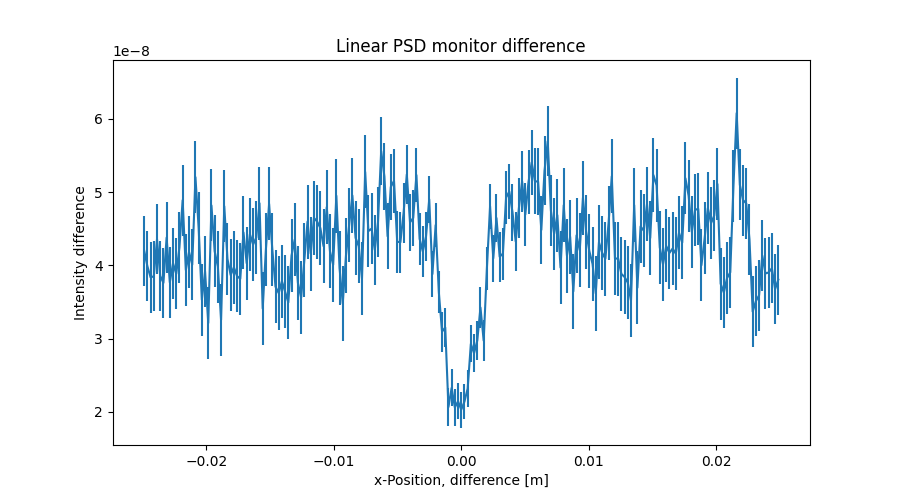 Linear PSD monitor difference
1e−8
6
5
4
3
2
Intensity difference
−0.02
−0.01
0.00
0.01
0.02
x-Position, difference [m]